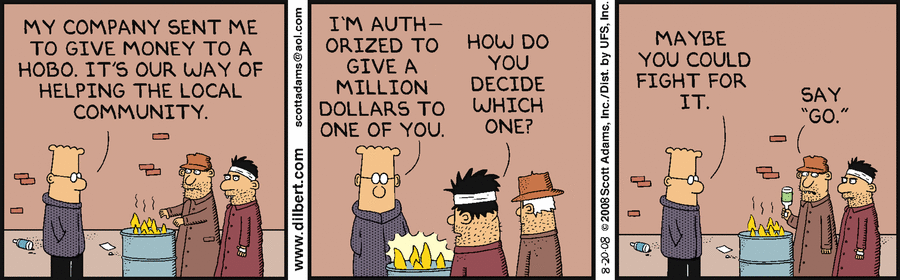 MY COMPANY SENT ME
TO GIVE MONEY TO A
HOBO. IT'S OUR WAY OF
HELPING THE LOCAL
COMMUNITY.
www.dilbert.com scottadams@aol.com
I'M AUTH-
ORIZED TO
GIVE A
MILLION
DOLLARS TO
ONE OF YOU.
HOW DO
YOU
DECIDE
WHICH
ONE?
8-20-08 © 2008 Scott Adams, Inc./Dist. by UFS, Inc.
MAYBE
YOU COULD
FIGHT FOR
IT.
SAY
"GO."